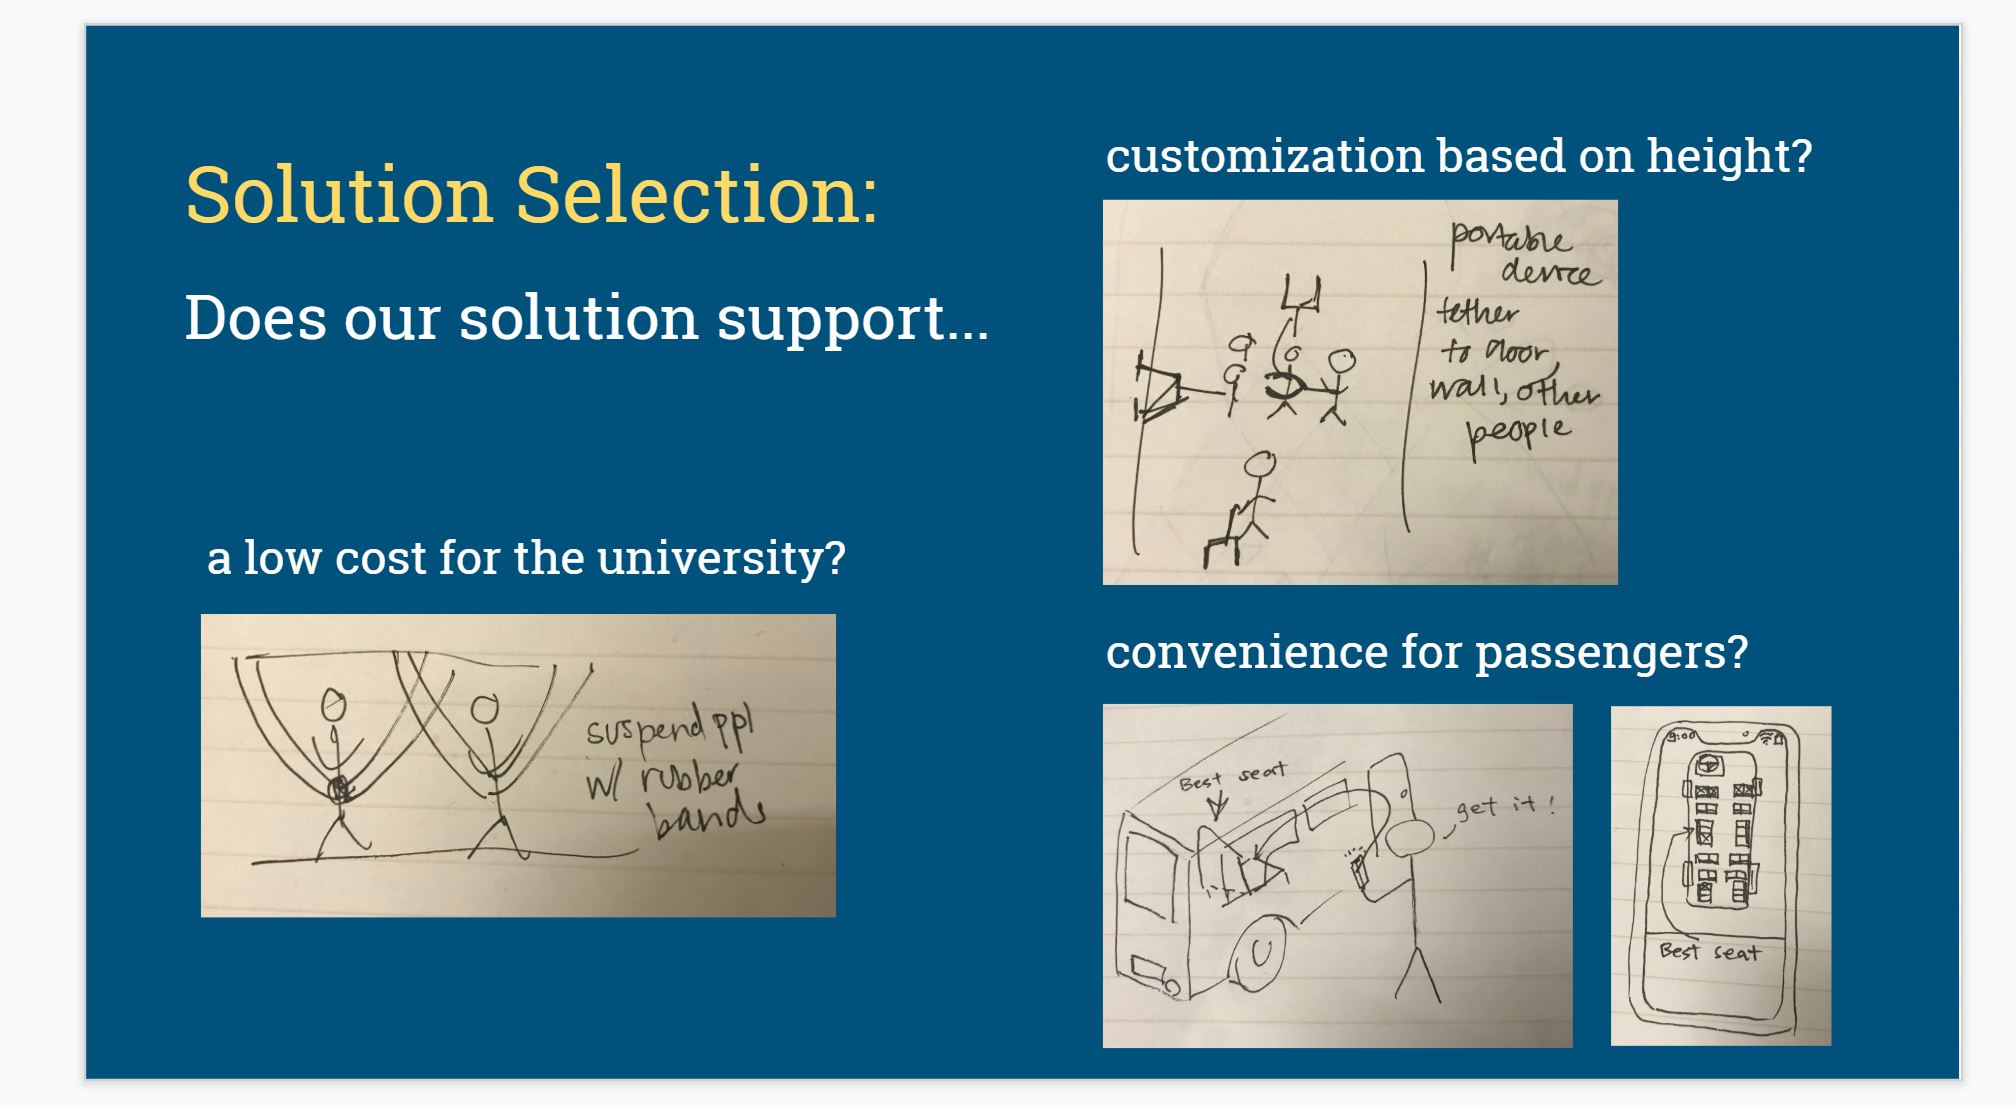 Solution Selection:
Does our solution support...
a low cost for the university?
suspend ppl
w/ rubber
bands
customization based on height?
portable
device
tether
to door,
wall, other
people
convenience for passengers?
Best seat
get it!
9:00
Best seat